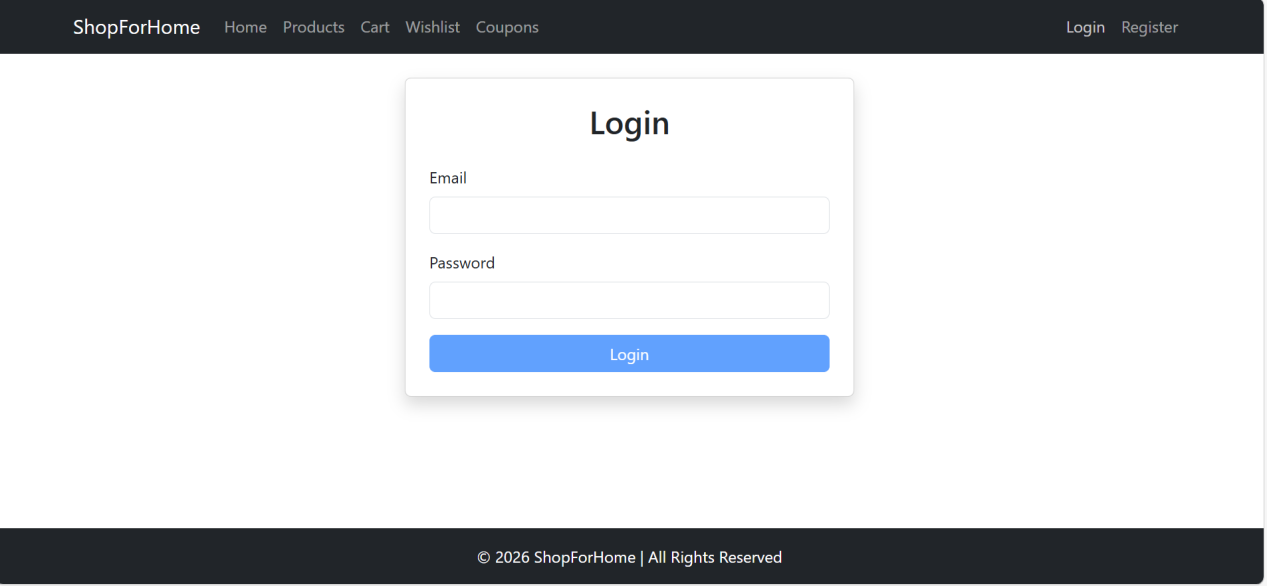 ShopForHome Home Products Cart Wishlist Coupons Login Register
Login
Email
Password
Login
© 2026 ShopForHome | All Rights Reserved